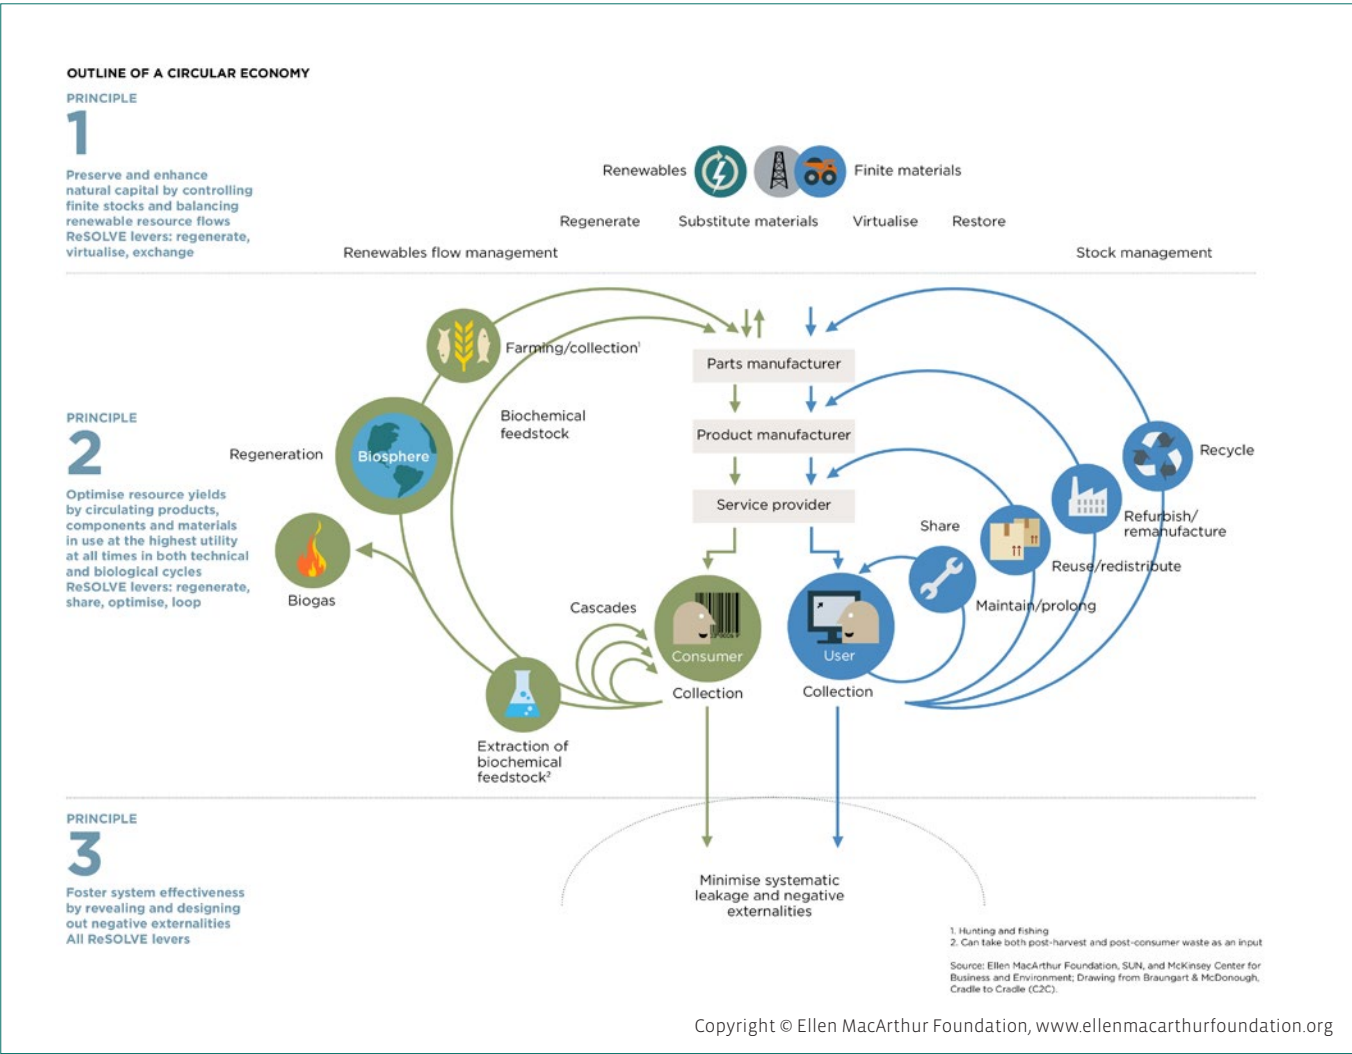 OUTLINE OF A CIRCULAR ECONOMY
PRINCIPLE
1
Preserve and enhance
natural capital by controlling
finite stocks and balancing
renewable resource flows
ReSOLVE levers: regenerate,
virtualise, exchange
Renewables
Finite materials
Regenerate
Substitute materials
Virtualise
Restore
Renewables flow management
Stock management
PRINCIPLE
2
Optimise resource yields
by circulating products,
components and materials
in use at the highest utility
at all times in both technical
and biological cycles
ReSOLVE levers: regenerate,
share, optimise, loop
Farming/collection¹
Biochemical
feedstock
Regeneration
Biosphere
Biogas
Cascades
Extraction of
biochemical
feedstock²
Parts manufacturer
Product manufacturer
Service provider
Consumer
Collection
User
Collection
Share
Maintain/prolong
Reuse/redistribute
Refurbish/
remanufacture
Recycle
PRINCIPLE
3
Foster system effectiveness
by revealing and designing
out negative externalities
All ReSOLVE levers
Minimise systematic
leakage and negative
externalities
1. Hunting and fishing
2. Can take both post-harvest and post-consumer waste as an input
Source: Ellen MacArthur Foundation, SUN, and McKinsey Center for
Business and Environment; Drawing from Braungart & McDonough,
Cradle to Cradle (C2C).
Copyright © Ellen MacArthur Foundation, www.ellenmacarthurfoundation.org